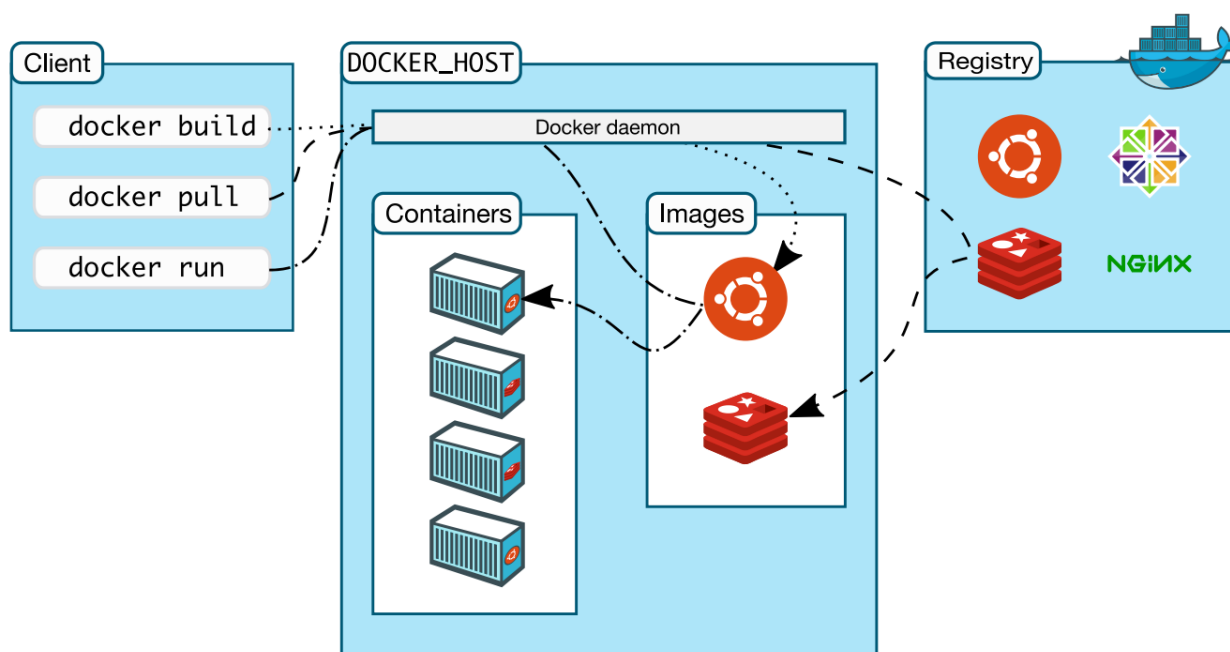 Client
docker build
docker pull
docker run
DOCKER_HOST
Docker daemon
Containers
Images
Registry
NGiNX